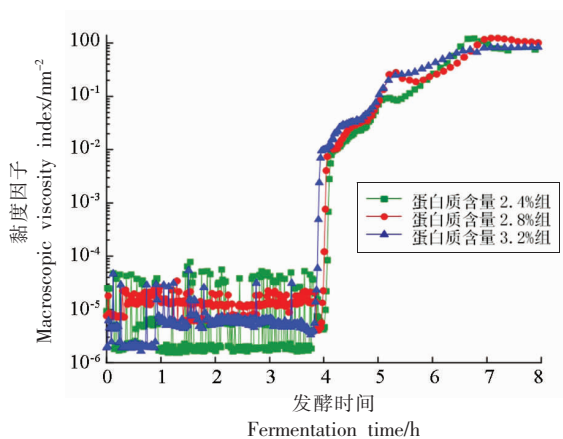 黏度因子
Macroscopic viscosity index/nm⁻²
100
10⁻¹
10⁻²
10⁻³
10⁻⁴
10⁻⁵
10⁻⁶
蛋白质含量 2.4%组
蛋白质含量 2.8%组
蛋白质含量 3.2%组
0 1 2 3 4 5 6 7 8
发酵时间
Fermentation time/h